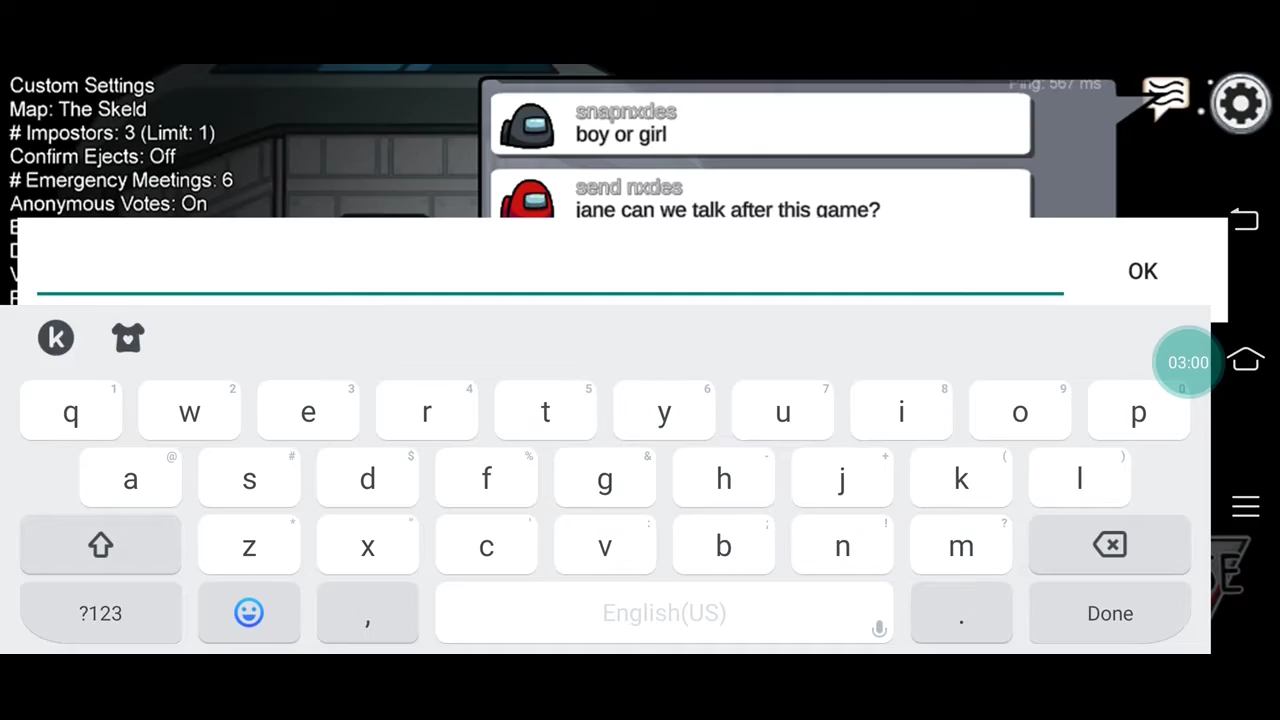 Custom Settings
Map: The Skeld
# Impostors: 3 (Limit: 1)
Confirm Ejects: Off
# Emergency Meetings: 6
Anonymous Votes: On
Ping: 567 ms
snapnxdes
boy or girl
send nxdes
jane can we talk after this game?
OK
k
03:00
1 2 3 4 5 6 7 8 9 0
q w e r t y u i o p
@ # $ % & - + ( )
a s d f g h j k l
* " ' : ; ! ?
z x c v b n m
?123 , English(US) . Done